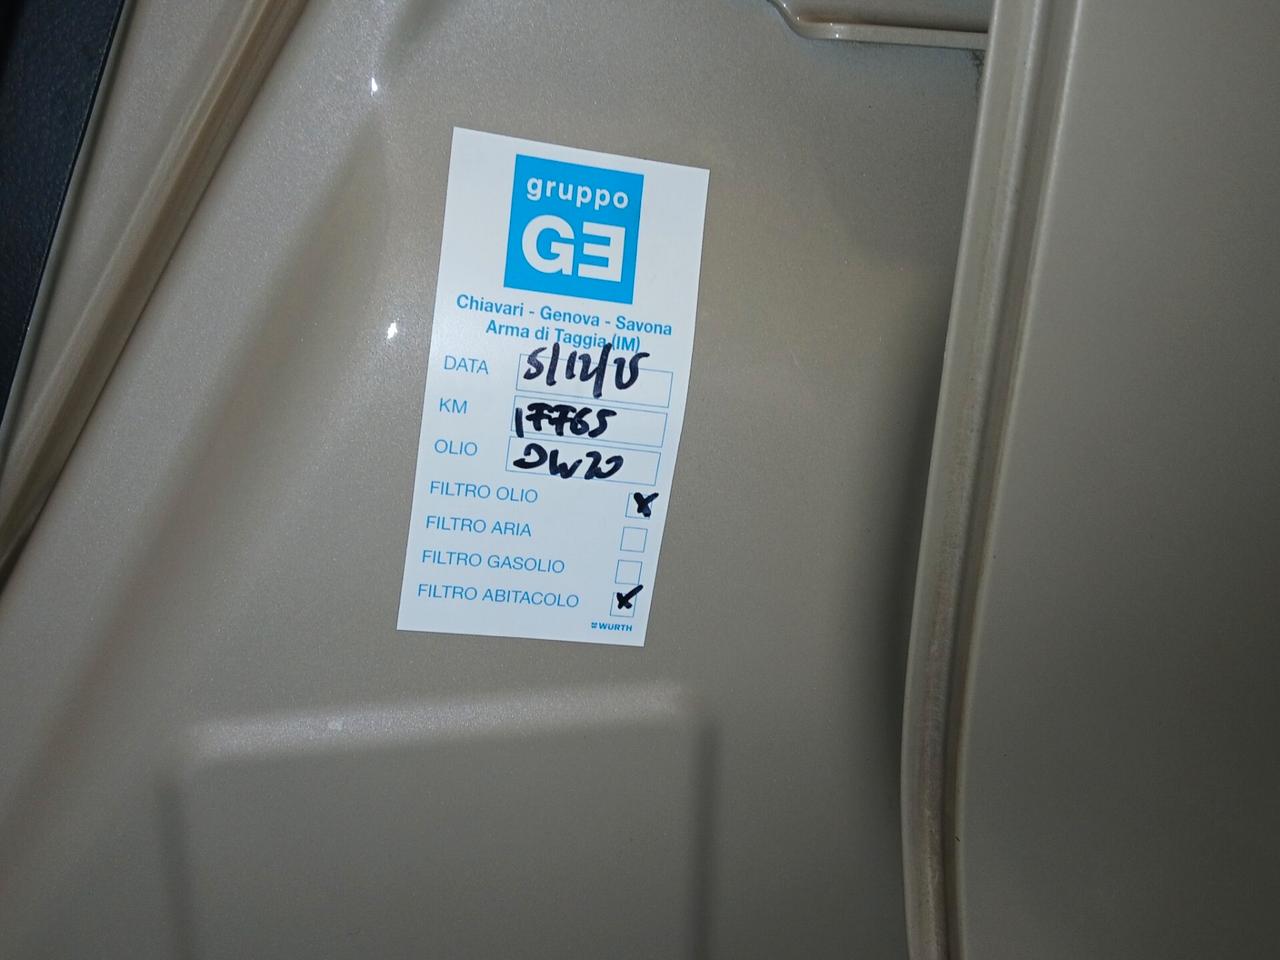 gruppo
GE
Chiavari - Genova - Savona
Arma di Taggia (IM)
DATA 5/12/25
KM 17765
OLIO 0W20
FILTRO OLIO X
FILTRO ARIA
FILTRO GASOLIO
FILTRO ABITACOLO X
WÜRTH